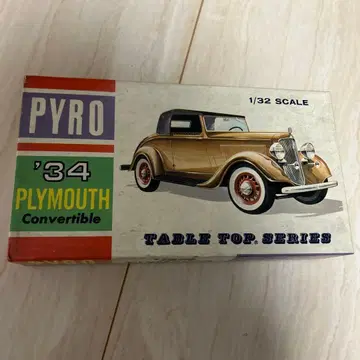 PYRO
1/32 SCALE
'34
PLYMOUTH
Convertible
TABLE TOP SERIES